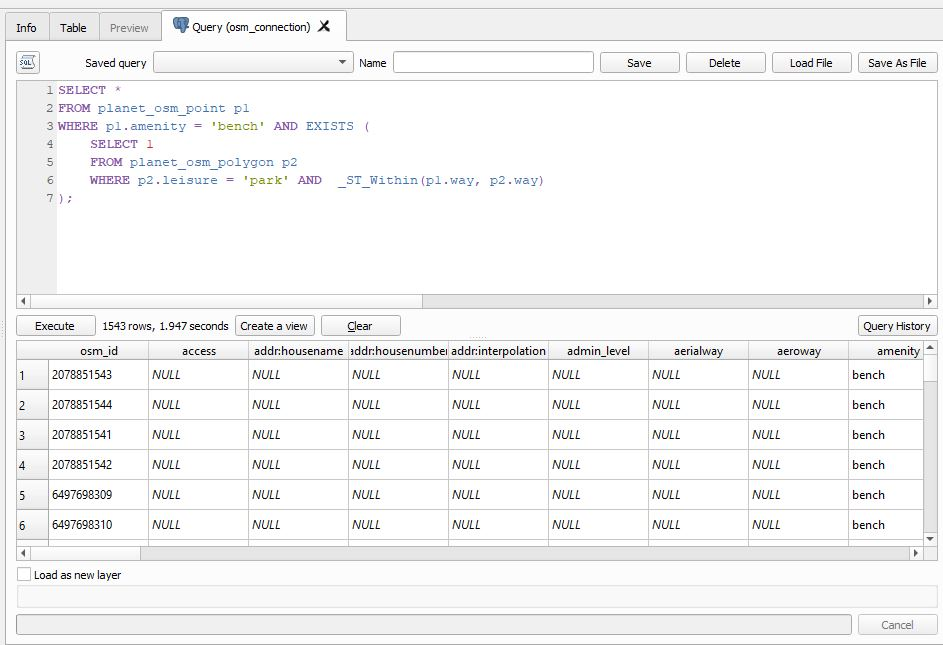 Info Table Preview Query (osm_connection)
SQL Saved query Name Save Delete Load File Save As File
1 SELECT *
2 FROM planet_osm_point p1
3 WHERE p1.amenity = 'bench' AND EXISTS (
4 SELECT 1
5 FROM planet_osm_polygon p2
6 WHERE p2.leisure = 'park' AND _ST_Within(p1.way, p2.way)
7 );
Execute 1543 rows, 1.947 seconds Create a view Clear Query History
osm_id access addr:housename addr:housenumber addr:interpolation admin_level aerialway aeroway amenity
1 2078851543 NULL NULL NULL NULL NULL NULL NULL bench
2 2078851544 NULL NULL NULL NULL NULL NULL NULL bench
3 2078851541 NULL NULL NULL NULL NULL NULL NULL bench
4 2078851542 NULL NULL NULL NULL NULL NULL NULL bench
5 6497698309 NULL NULL NULL NULL NULL NULL NULL bench
6 6497698310 NULL NULL NULL NULL NULL NULL NULL bench
Load as new layer
Cancel